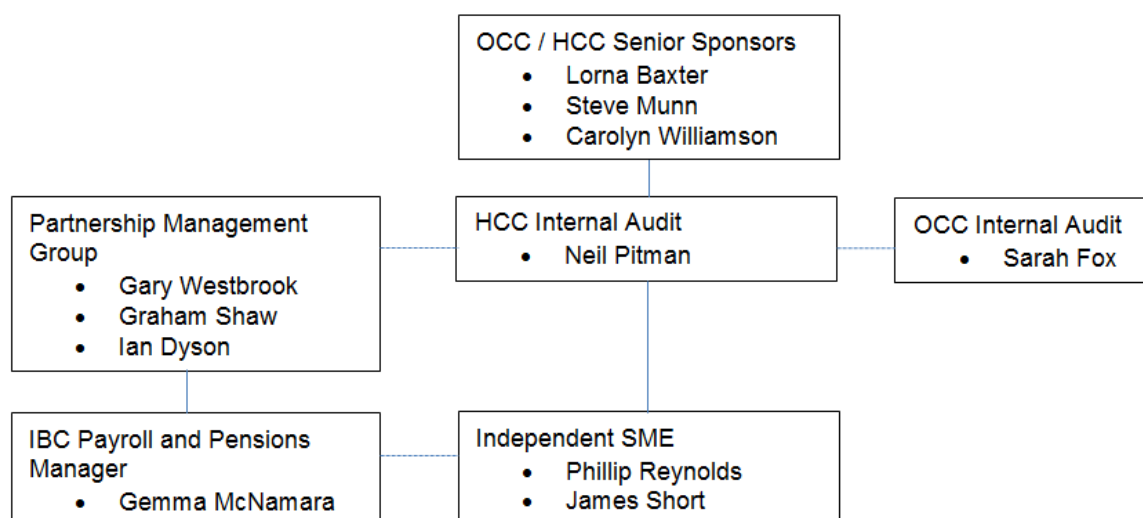 OCC / HCC Senior Sponsors
• Lorna Baxter
• Steve Munn
• Carolyn Williamson
Partnership Management
Group
• Gary Westbrook
• Graham Shaw
• Ian Dyson
HCC Internal Audit
• Neil Pitman
OCC Internal Audit
• Sarah Fox
IBC Payroll and Pensions
Manager
• Gemma McNamara
Independent SME
• Phillip Reynolds
• James Short